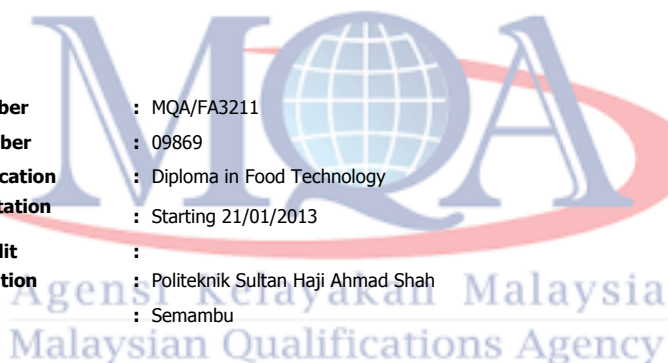 MQA
ber : MQA/FA3211
ber : 09869
cation : Diploma in Food Technology
tation : Starting 21/01/2013
lit :
tion : Politeknik Sultan Haji Ahmad Shah
: Semambu
Agensi Kelayakan Malaysia
Malaysian Qualifications Agency